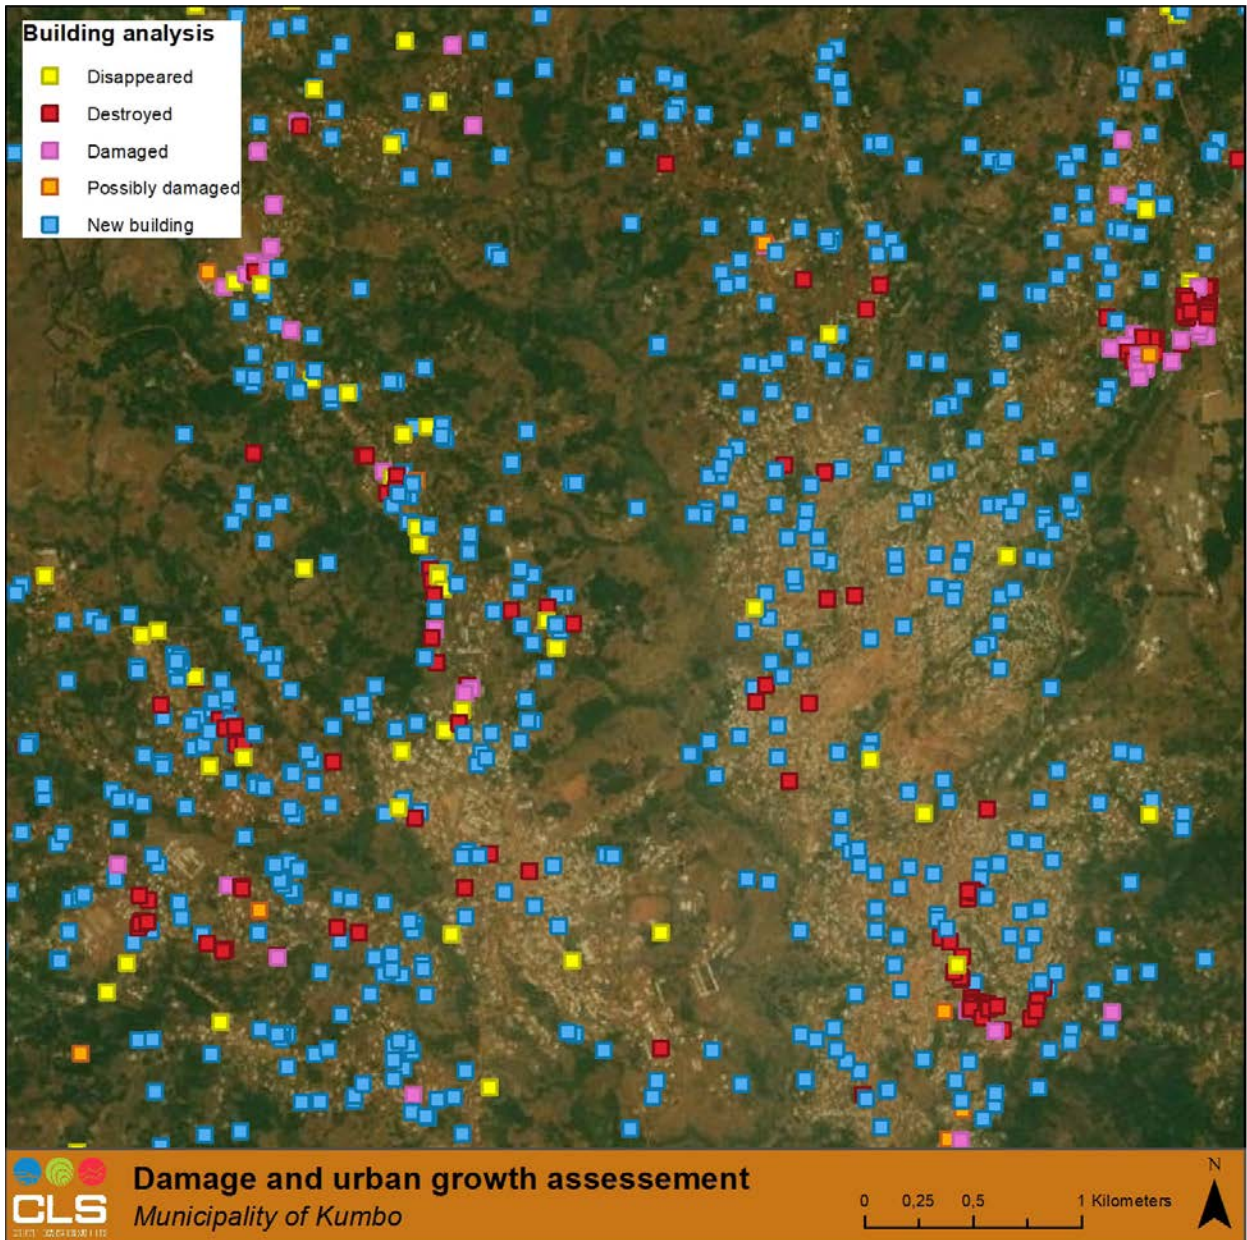 Building analysis
Disappeared
Destroyed
Damaged
Possibly damaged
New building
CLS
Damage and urban growth assessement
Municipality of Kumbo
0 0,25 0,5 1 Kilometers
N